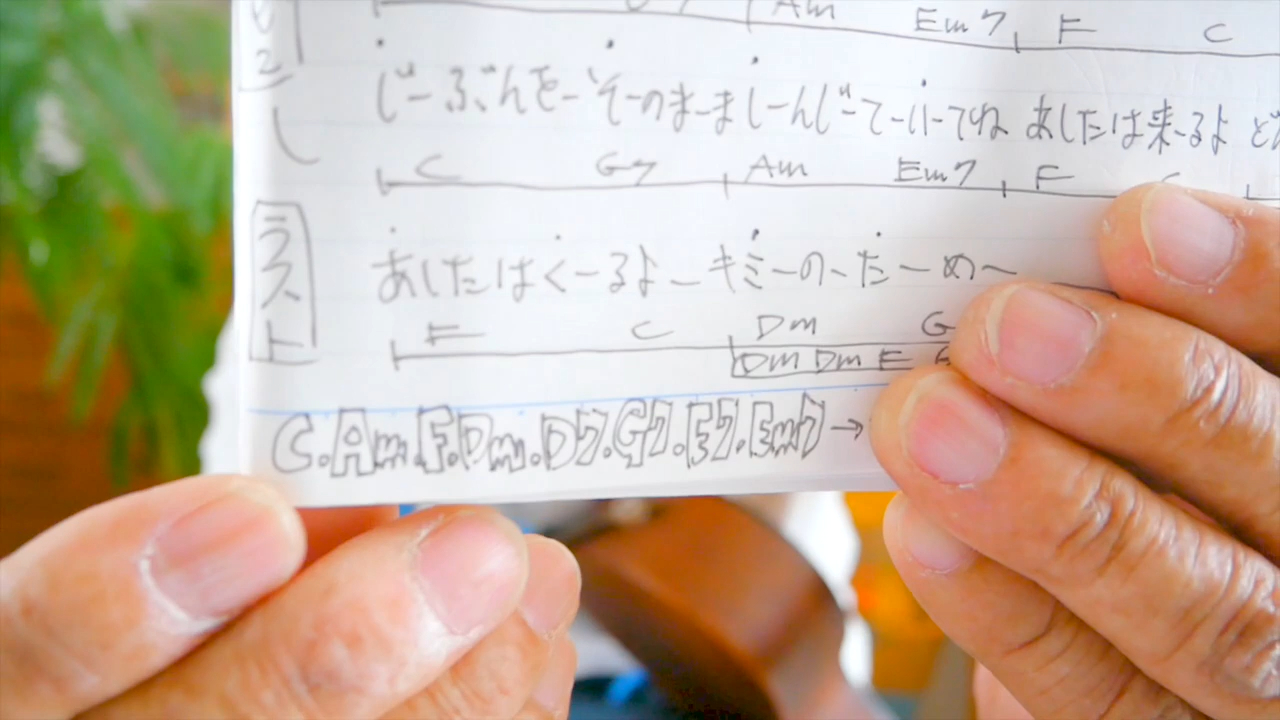 Am Em7 F C
じーぶんをーそーのまーましーんじーてーいーてね あしたは来ーるよ
C G7 Am Em7 F
ラスト
あしたはくーるよーキミーのーたーめ〜
F C Dm G
Dm Dm E
C.Am.F.Dm.D7.G7.E7.Em7→